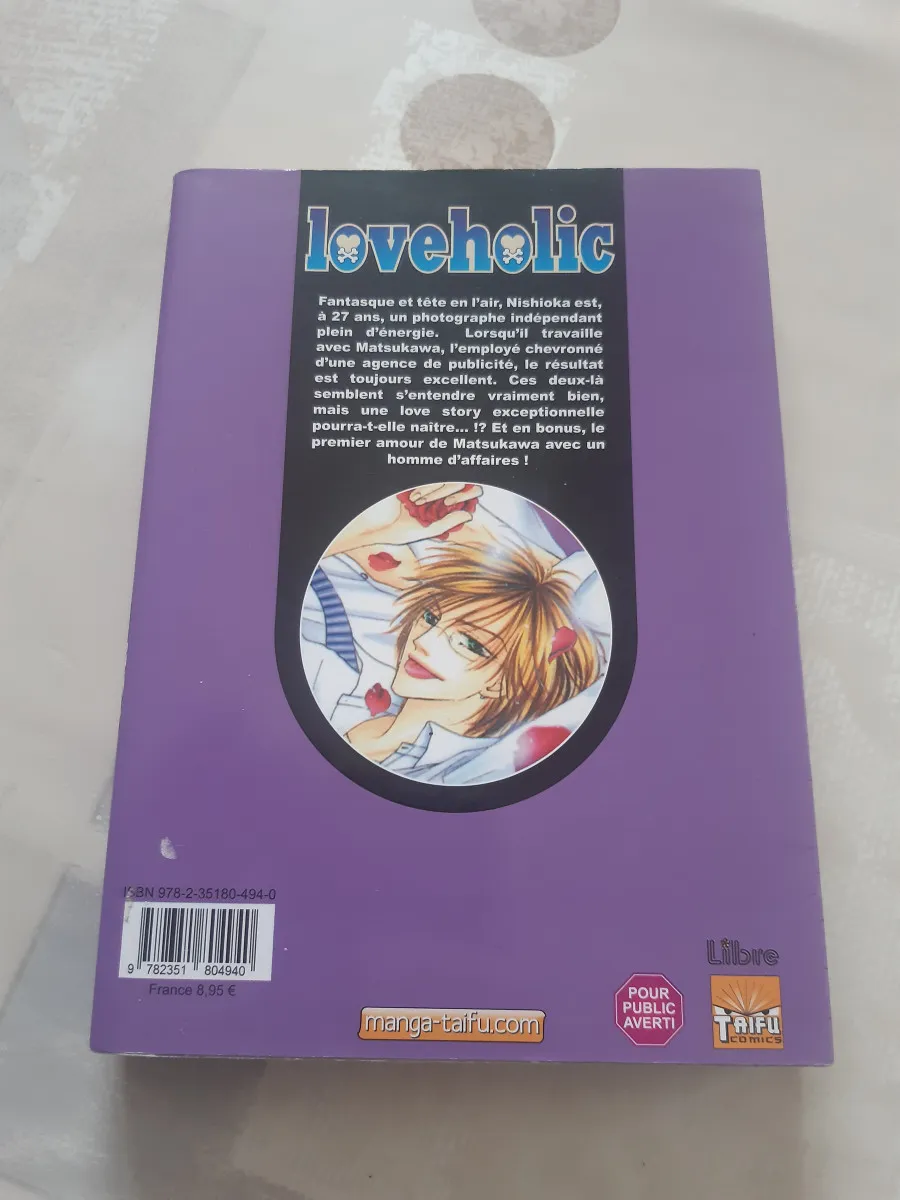 loveholic
Fantasque et tête en l'air, Nishioka est,
à 27 ans, un photographe indépendant
plein d'énergie. Lorsqu'il travaille
avec Matsukawa, l'employé chevronné
d'une agence de publicité, le résultat
est toujours excellent. Ces deux-là
semblent s'entendre vraiment bien,
mais une love story exceptionnelle
pourra-t-elle naître... !? Et en bonus, le
premier amour de Matsukawa avec un
homme d'affaires !
ISBN 978-2-35180-494-0
9 782351 804940
France 8,95 €
manga-taifu.com
POUR
PUBLIC
AVERTI
Libre
TAIFU
COMICS